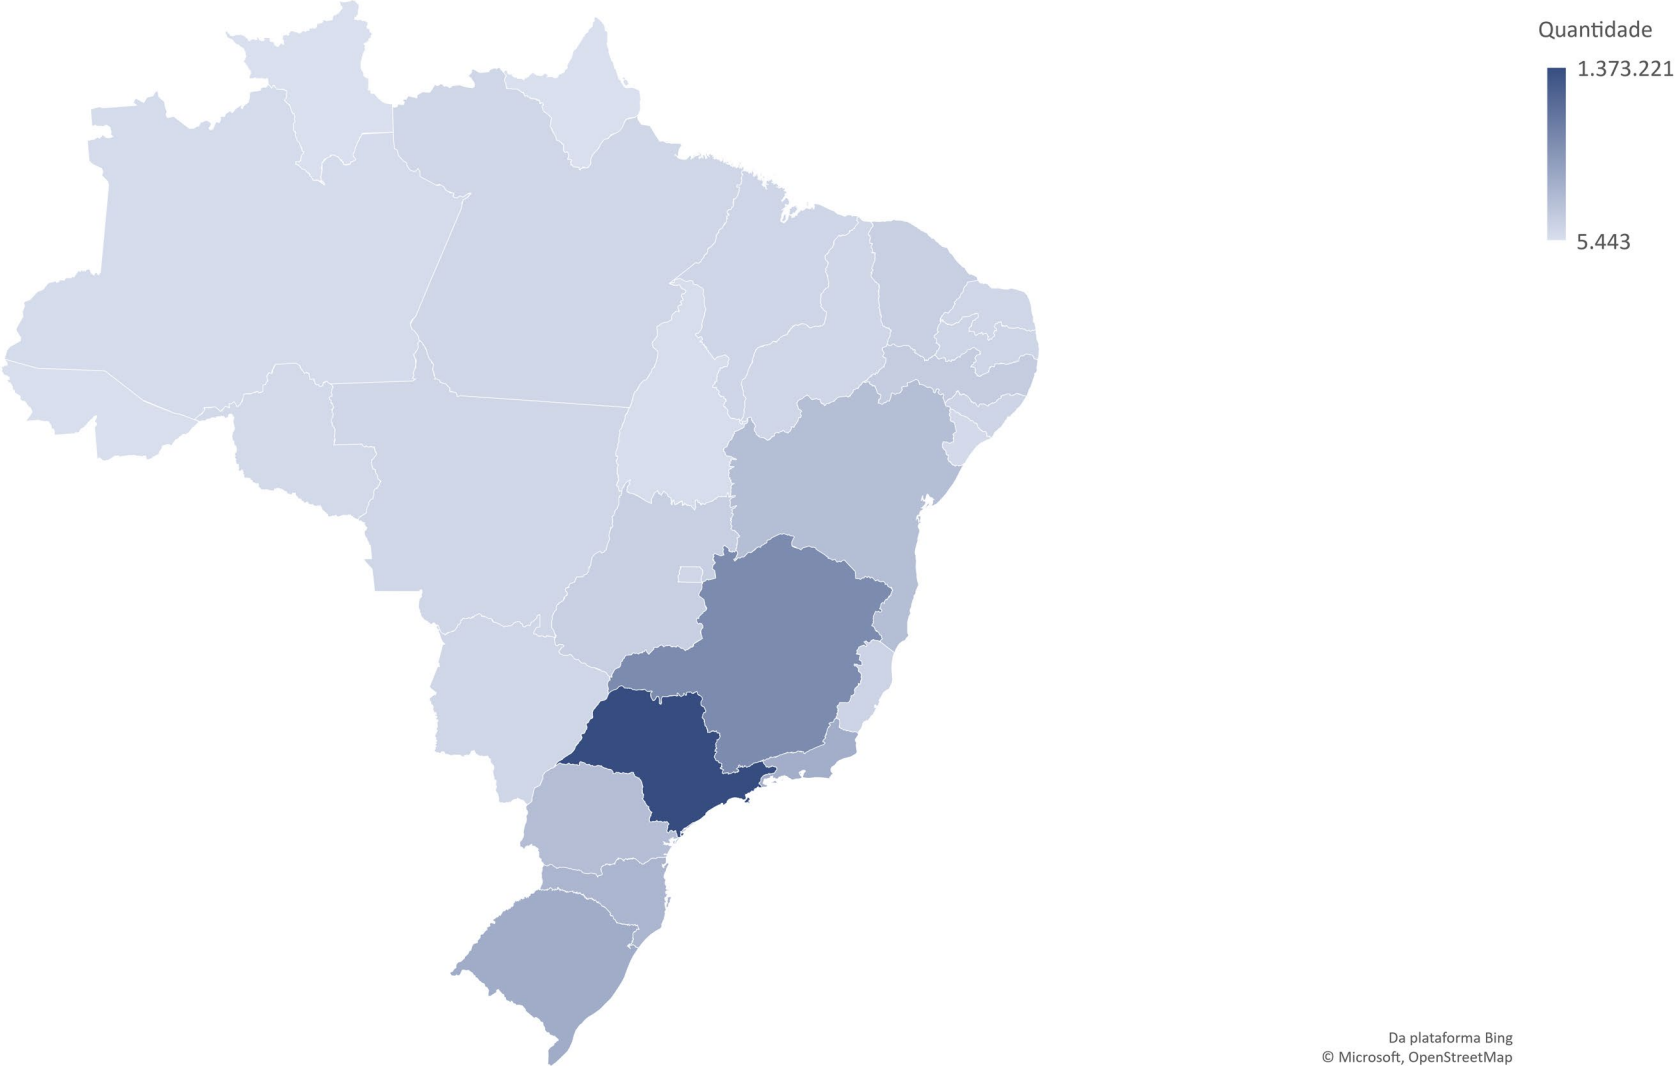 Quantidade
1.373.221
5.443
Da plataforma Bing
© Microsoft, OpenStreetMap